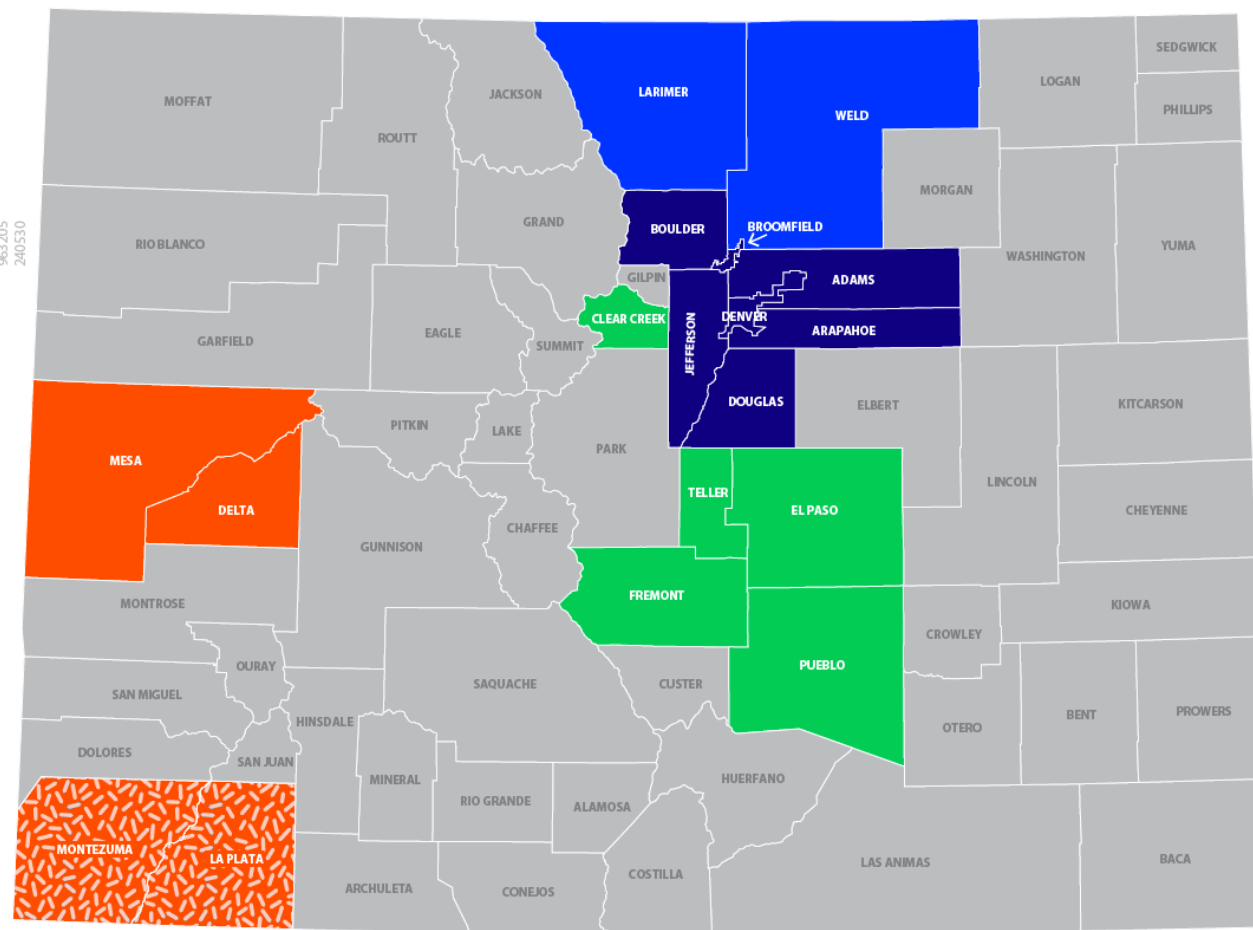 SEDGWICK
LOGAN
LARIMER
JACKSON
MOFFAT
PHILLIPS
WELD
ROUTT
MORGAN
GRAND
BOULDER
BROOMFIELD
963205
240530
RIO BLANCO
YUMA
WASHINGTON
GILPIN
ADAMS
CLEAR CREEK
DENVER
ARAPAHOE
EAGLE
GARFIELD
SUMMIT
JEFFERSON
DOUGLAS
ELBERT
KITCARSON
PITKIN
LAKE
PARK
MESA
LINCOLN
TELLER
DELTA
EL PASO
CHEYENNE
CHAFFEE
GUNNISON
FREMONT
MONTROSE
KIOWA
CROWLEY
OURAY
PUEBLO
SAQUACHE
CUSTER
SAN MIGUEL
PROWERS
BENT
HINSDALE
OTERO
DOLORES
SAN JUAN
HUERFANO
MINERAL
RIO GRANDE
ALAMOSA
MONTEZUMA
LA PLATA
LAS ANIMAS
BACA
COSTILLA
ARCHULETA
CONEJOS